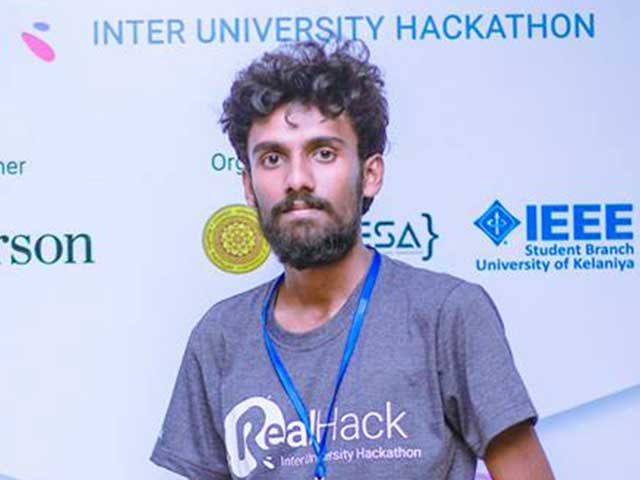 INTER UNIVERSITY HACKATHON
ner
Org
rson
ESA}
IEEE
Student Branch
University of Kelaniya
RealHack
Inter University Hackathon